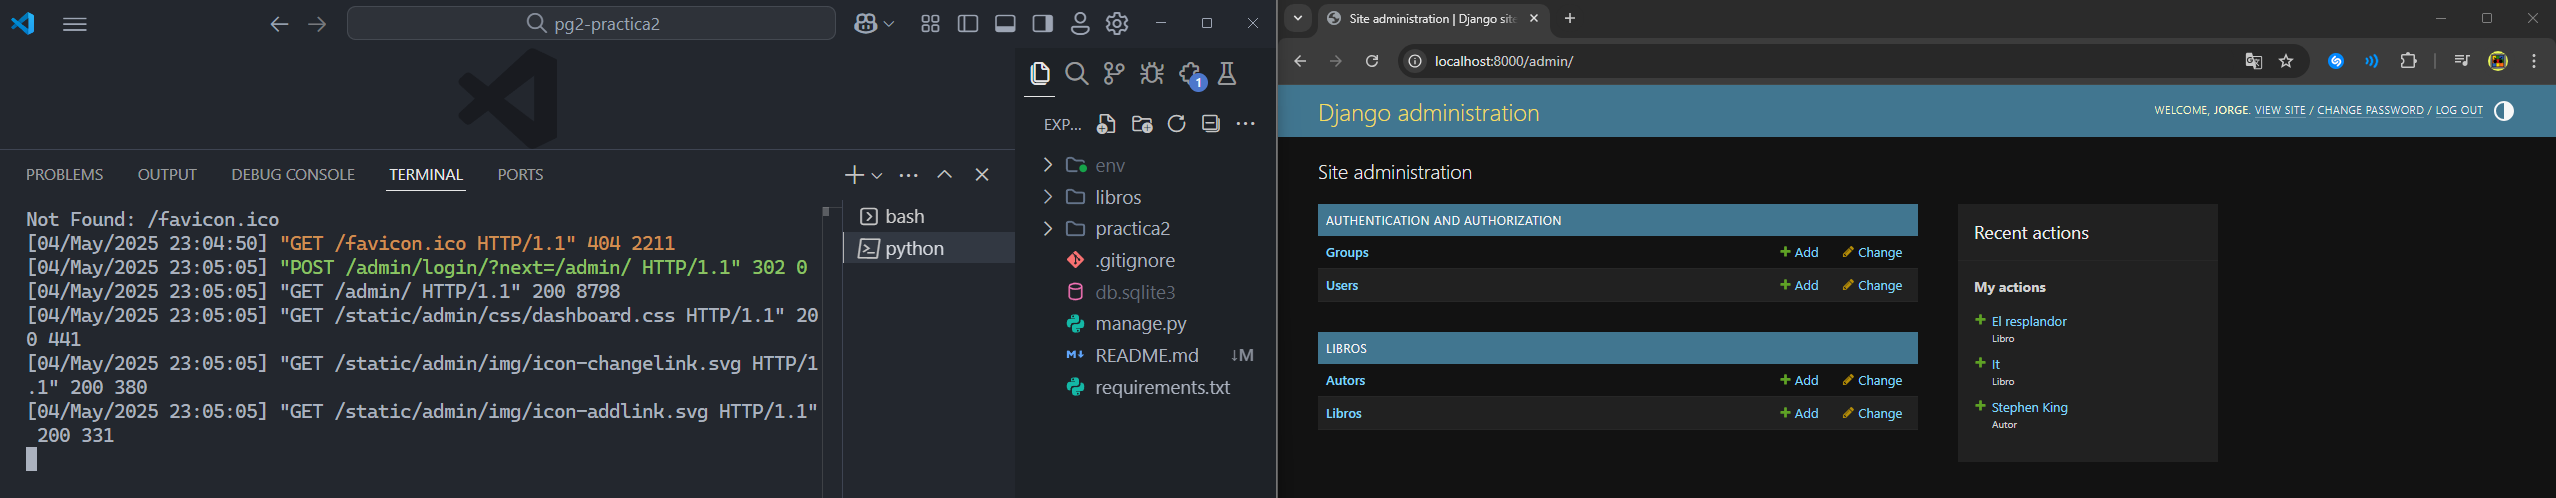 pg2-practica2
PROBLEMS OUTPUT DEBUG CONSOLE TERMINAL PORTS
Not Found: /favicon.ico
[04/May/2025 23:04:50] "GET /favicon.ico HTTP/1.1" 404 2211
[04/May/2025 23:05:05] "POST /admin/login/?next=/admin/ HTTP/1.1" 302 0
[04/May/2025 23:05:05] "GET /admin/ HTTP/1.1" 200 8798
[04/May/2025 23:05:05] "GET /static/admin/css/dashboard.css HTTP/1.1" 20
0 441
[04/May/2025 23:05:05] "GET /static/admin/img/icon-changelink.svg HTTP/1
.1" 200 380
[04/May/2025 23:05:05] "GET /static/admin/img/icon-addlink.svg HTTP/1.1"
200 331
bash
python
1
EXP...
env
libros
practica2
.gitignore
db.sqlite3
manage.py
README.md ↓M
requirements.txt
Site administration | Django site
localhost:8000/admin/
Django administration
WELCOME, JORGE. VIEW SITE / CHANGE PASSWORD / LOG OUT
Site administration
AUTHENTICATION AND AUTHORIZATION
Groups Add Change
Users Add Change
LIBROS
Autors Add Change
Libros Add Change
Recent actions
My actions
El resplandor
Libro
It
Libro
Stephen King
Autor